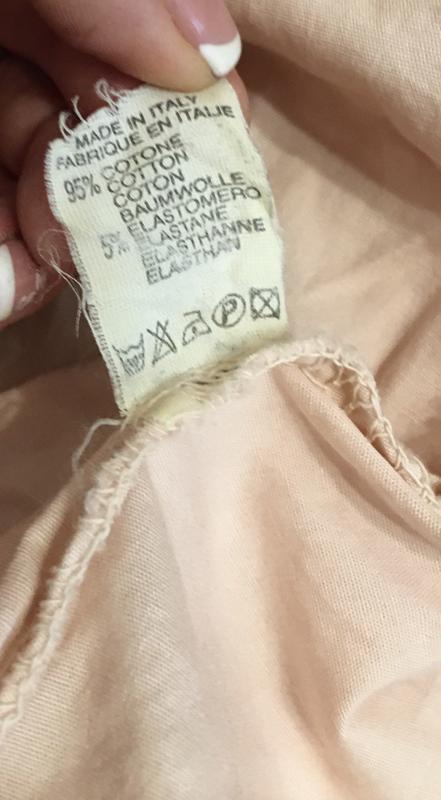 MADE IN ITALY
FABRIQUE EN ITALIE
95% COTONE
COTTON
COTON
BAUMWOLLE
ELASTOMERO
5% ELASTANE
ELASTHANNE
ELASTHAN
P